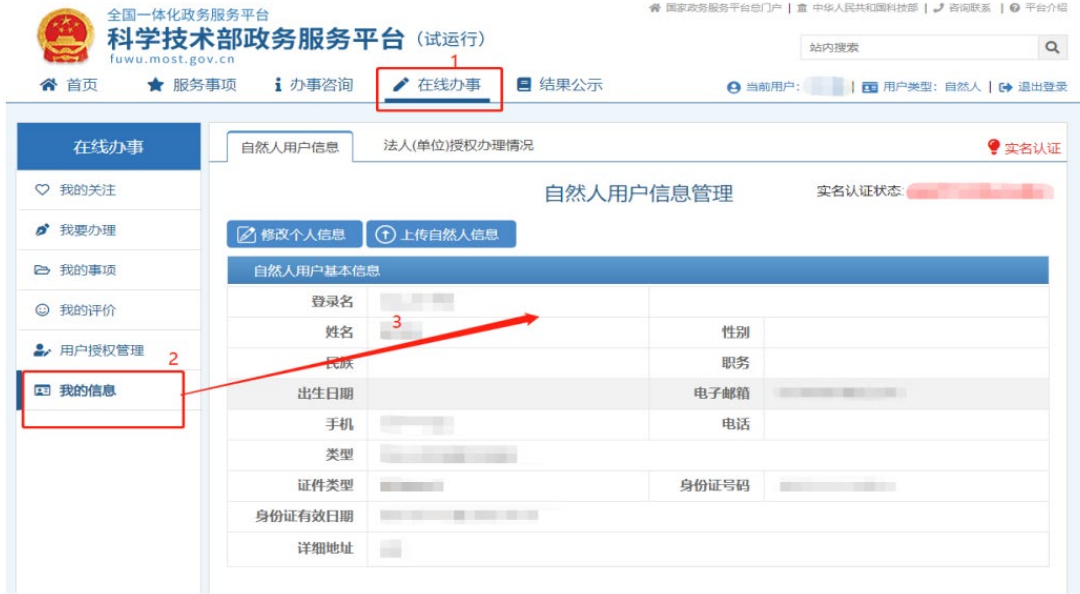 全国一体化政务服务平台
国家政务服务平台总门户 | 中华人民共和国科技部 | 咨询联系 | 平台介绍
科学技术部政务服务平台（试运行）
fuwu.most.gov.cn
站内搜索
1
首页 服务事项 办事咨询 在线办事 结果公示
当前用户: | 用户类型: 自然人 | 退出登录
在线办事
我的关注
我要办理
我的事项
我的评价
用户授权管理
2
我的信息
自然人用户信息 法人(单位)授权办理情况
实名认证
自然人用户信息管理
实名认证状态:
修改个人信息 上传自然人信息
自然人用户基本信息
登录名
3
姓名 性别
民族 职务
出生日期 电子邮箱
手机 电话
类型
证件类型 身份证号码
身份证有效日期
详细地址